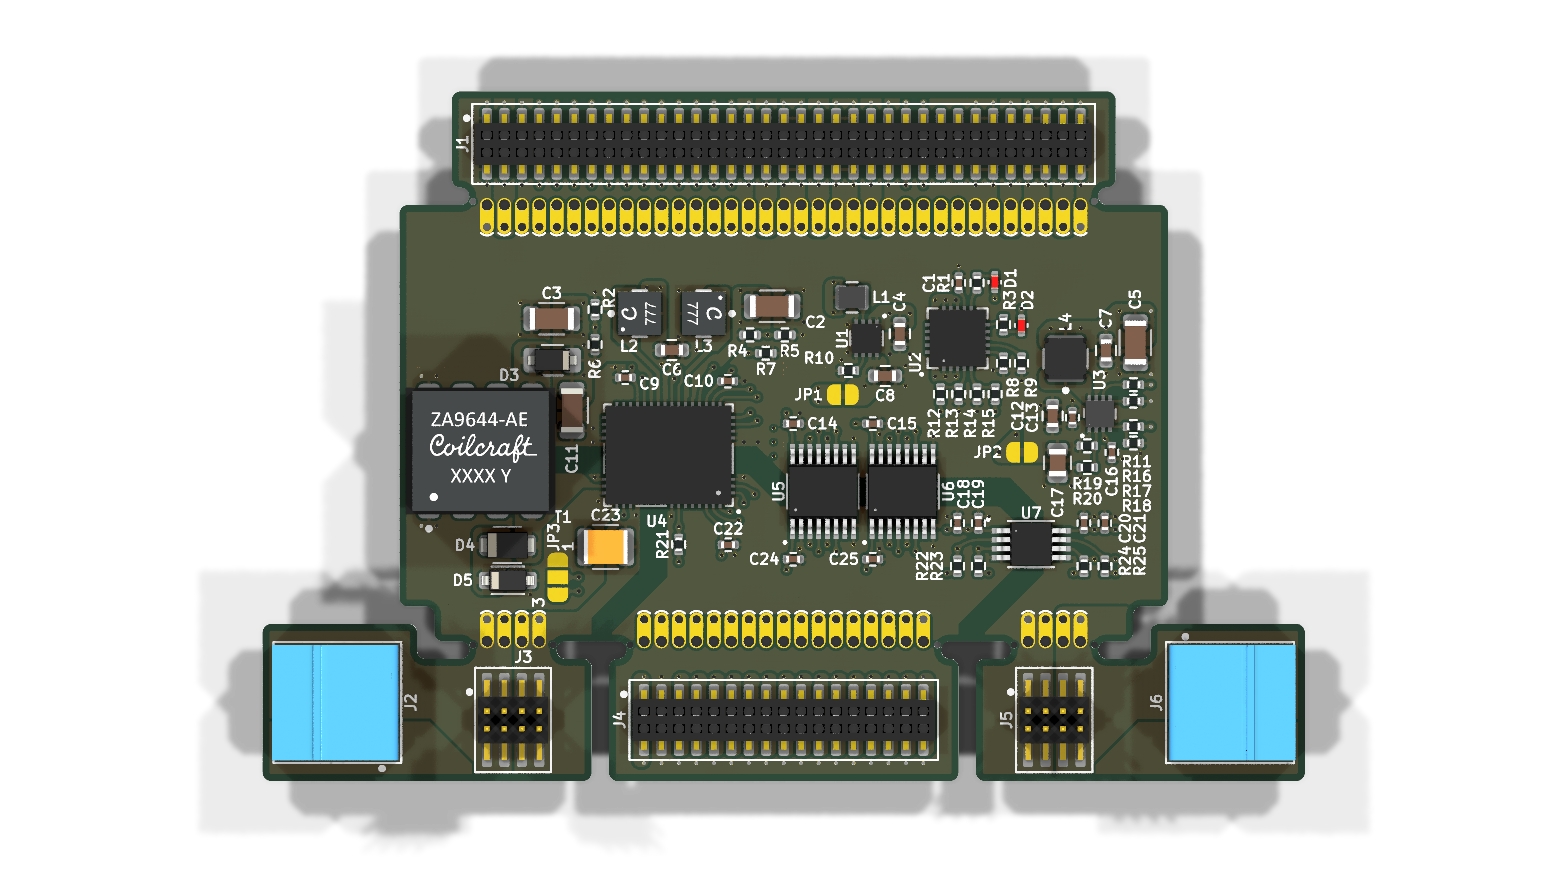 J1
C1
R1
D1
R3
D2
C3
R2
L1
C4
C5
C2
L4
C7
U1
L2
L3
R4
R5
R10
U2
R6
C6
R7
U3
D3
C9
C10
JP1
C8
R8
R9
R12
R13
R14
R15
C12
C13
ZA9644-AE
Coilcraft
XXXX Y
777
777
C11
C14
C15
JP2
R11
R16
R17
R18
R19
R20
C16
U5
U6
C18
C19
C17
T1
C23
U4
U7
C22
D4
JP3
1
R21
C24
C25
R22
R23
C20
C21
R24
R25
D5
3
J3
J2
J4
J5
J6